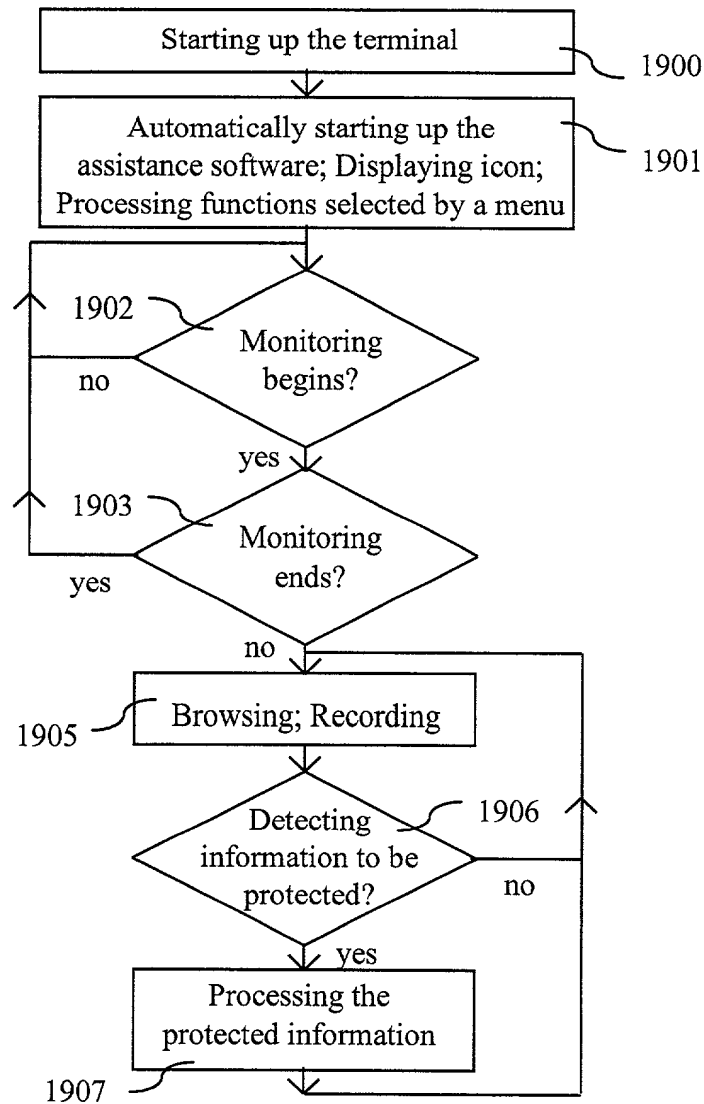 Starting up the terminal
1900
Automatically starting up the
assistance software; Displaying icon;
Processing functions selected by a menu
1901
1902
Monitoring
begins?
no
yes
1903
Monitoring
ends?
yes
no
Browsing; Recording
1905
1906
Detecting
information to be
protected?
no
yes
Processing the
protected information
1907